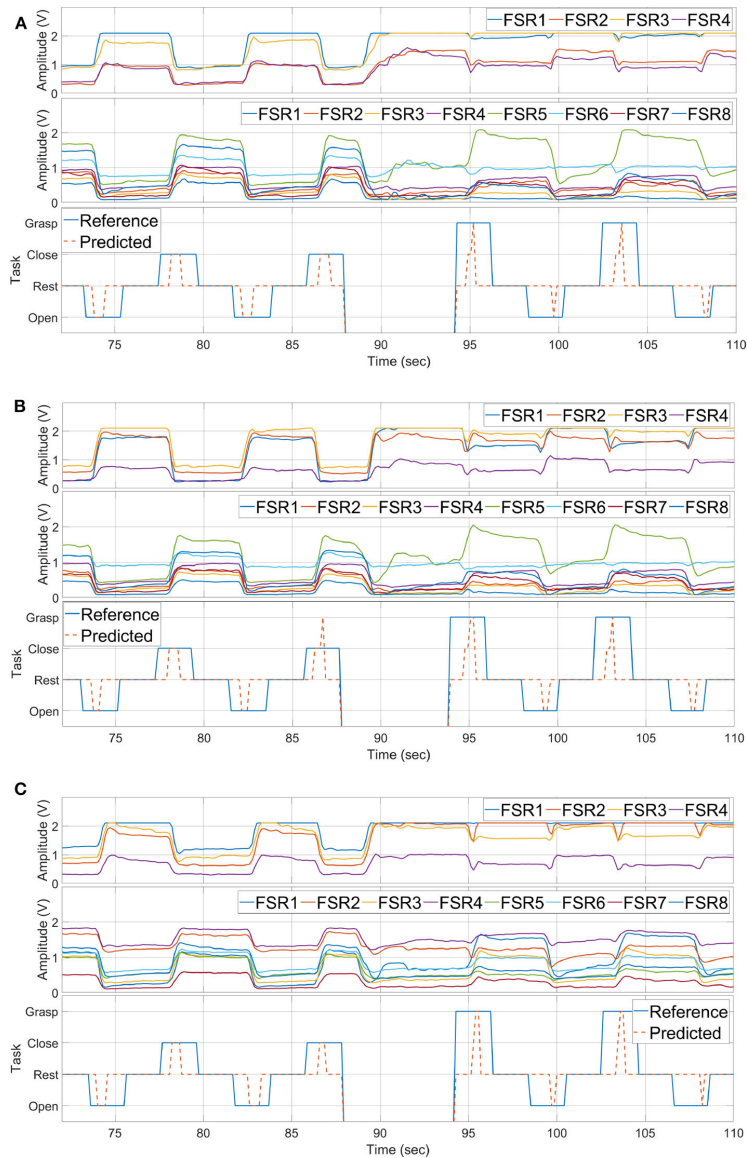 A
FSR1 FSR2 FSR3 FSR4
Amplitude (V)
2
1
0
FSR1 FSR2 FSR3 FSR4 FSR5 FSR6 FSR7 FSR8
Amplitude (V)
2
1
0
Reference
Predicted
Task
Grasp
Close
Rest
Open
75 80 85 90 95 100 105 110
Time (sec)
B
FSR1 FSR2 FSR3 FSR4
Amplitude (V)
2
1
0
FSR1 FSR2 FSR3 FSR4 FSR5 FSR6 FSR7 FSR8
Amplitude (V)
2
1
0
Reference
Predicted
Task
Grasp
Close
Rest
Open
75 80 85 90 95 100 105 110
Time (sec)
C
FSR1 FSR2 FSR3 FSR4
Amplitude (V)
2
1
0
FSR1 FSR2 FSR3 FSR4 FSR5 FSR6 FSR7 FSR8
Amplitude (V)
2
1
0
Reference
Predicted
Task
Grasp
Close
Rest
Open
75 80 85 90 95 100 105 110
Time (sec)